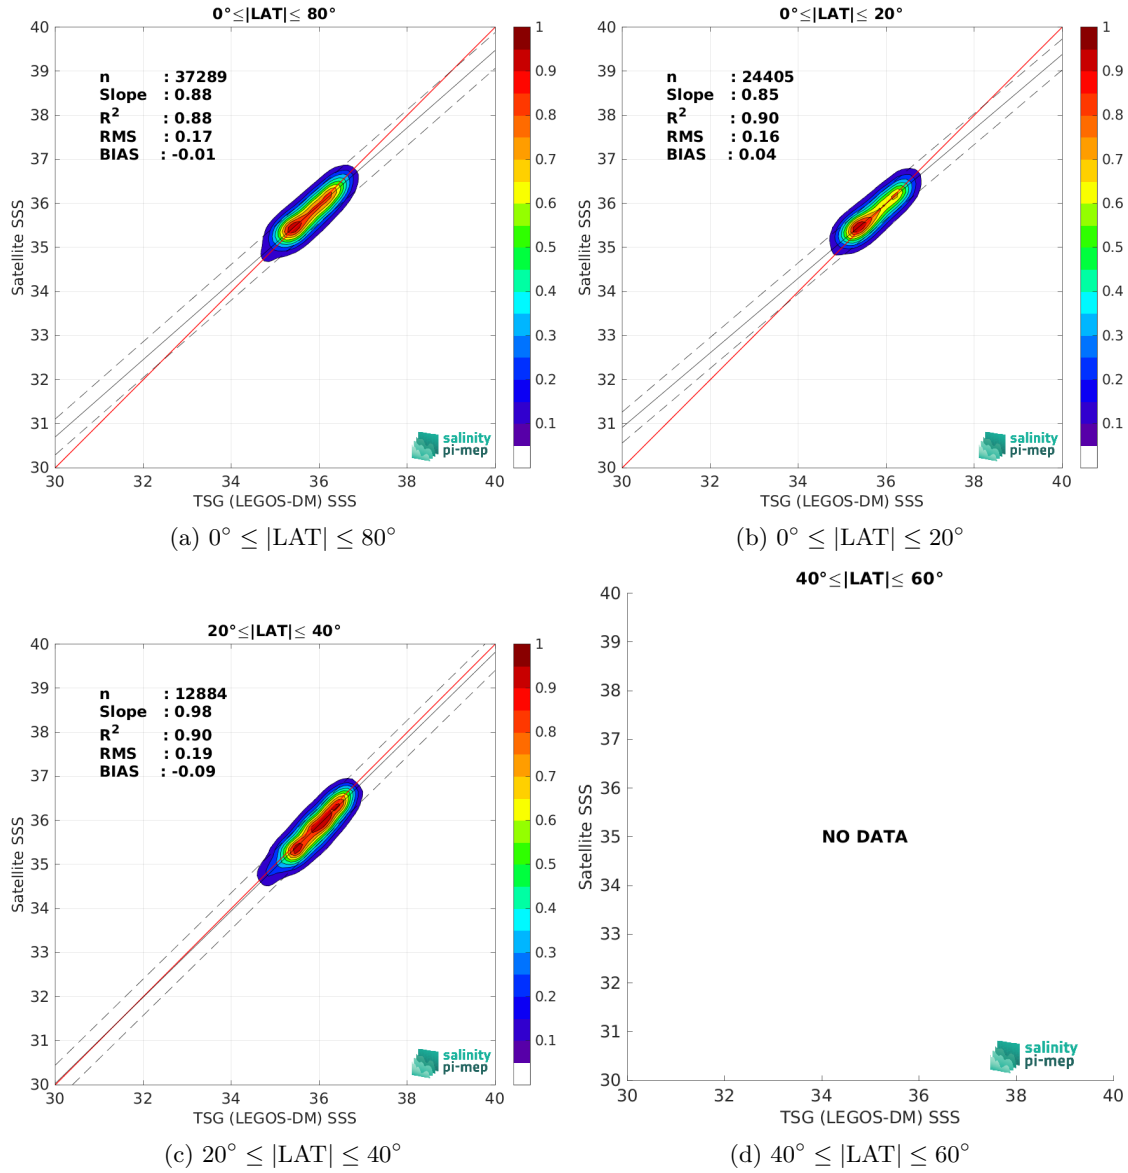 0°≤|LAT|≤ 80°
n : 37289
Slope : 0.88
R² : 0.88
RMS : 0.17
BIAS : -0.01
40
39
38
37
36
35
34
33
32
31
30
30 32 34 36 38 40
Satellite SSS
TSG (LEGOS-DM) SSS
1
0.9
0.8
0.7
0.6
0.5
0.4
0.3
0.2
0.1
salinity
pi-mep
(a) 0° ≤ |LAT| ≤ 80°
0°≤|LAT|≤ 20°
n : 24405
Slope : 0.85
R² : 0.90
RMS : 0.16
BIAS : 0.04
40
39
38
37
36
35
34
33
32
31
30
30 32 34 36 38 40
Satellite SSS
TSG (LEGOS-DM) SSS
1
0.9
0.8
0.7
0.6
0.5
0.4
0.3
0.2
0.1
salinity
pi-mep
(b) 0° ≤ |LAT| ≤ 20°
20°≤|LAT|≤ 40°
n : 12884
Slope : 0.98
R² : 0.90
RMS : 0.19
BIAS : -0.09
40
39
38
37
36
35
34
33
32
31
30
30 32 34 36 38 40
Satellite SSS
TSG (LEGOS-DM) SSS
1
0.9
0.8
0.7
0.6
0.5
0.4
0.3
0.2
0.1
salinity
pi-mep
(c) 20° ≤ |LAT| ≤ 40°
40°≤|LAT|≤ 60°
40
39
38
37
36
35
34
33
32
31
30
30 32 34 36 38 40
Satellite SSS
NO DATA
TSG (LEGOS-DM) SSS
salinity
pi-mep
(d) 40° ≤ |LAT| ≤ 60°